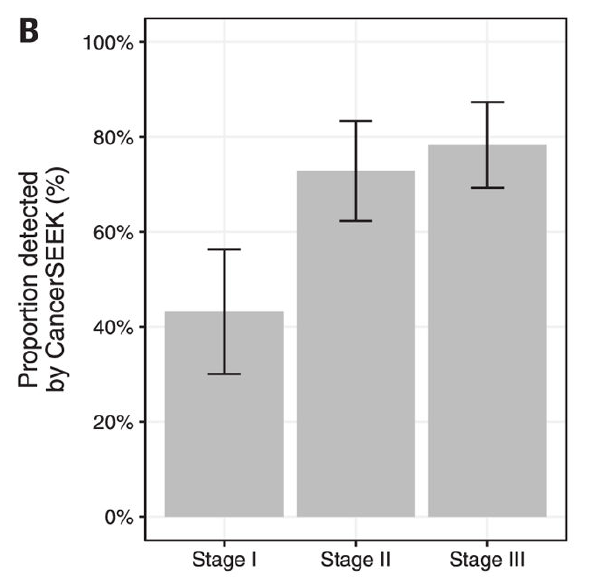 B
100%
80%
60%
40%
20%
0%
Proportion detected
by CancerSEEK (%)
Stage I
Stage II
Stage III